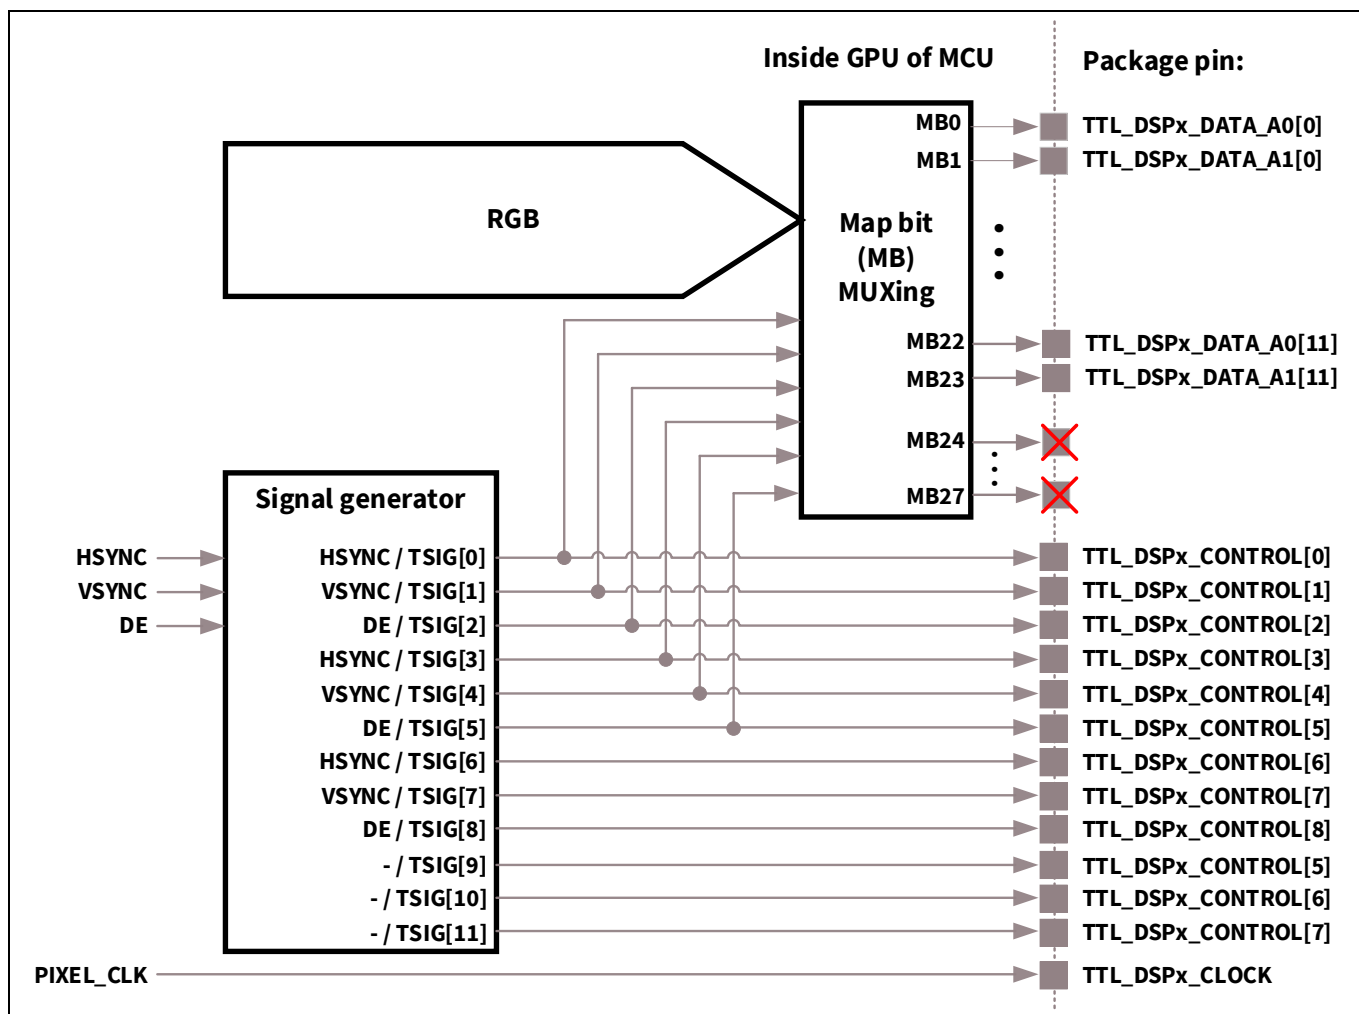 Inside GPU of MCU
Package pin:
MB0
TTL_DSPx_DATA_A0[0]
MB1
TTL_DSPx_DATA_A1[0]
RGB
Map bit
(MB)
MUXing
MB22
TTL_DSPx_DATA_A0[11]
MB23
TTL_DSPx_DATA_A1[11]
MB24
MB27
Signal generator
HSYNC
HSYNC / TSIG[0]
TTL_DSPx_CONTROL[0]
VSYNC
VSYNC / TSIG[1]
TTL_DSPx_CONTROL[1]
DE
DE / TSIG[2]
TTL_DSPx_CONTROL[2]
HSYNC / TSIG[3]
TTL_DSPx_CONTROL[3]
VSYNC / TSIG[4]
TTL_DSPx_CONTROL[4]
DE / TSIG[5]
TTL_DSPx_CONTROL[5]
HSYNC / TSIG[6]
TTL_DSPx_CONTROL[6]
VSYNC / TSIG[7]
TTL_DSPx_CONTROL[7]
DE / TSIG[8]
TTL_DSPx_CONTROL[8]
- / TSIG[9]
TTL_DSPx_CONTROL[5]
- / TSIG[10]
TTL_DSPx_CONTROL[6]
- / TSIG[11]
TTL_DSPx_CONTROL[7]
PIXEL_CLK
TTL_DSPx_CLOCK